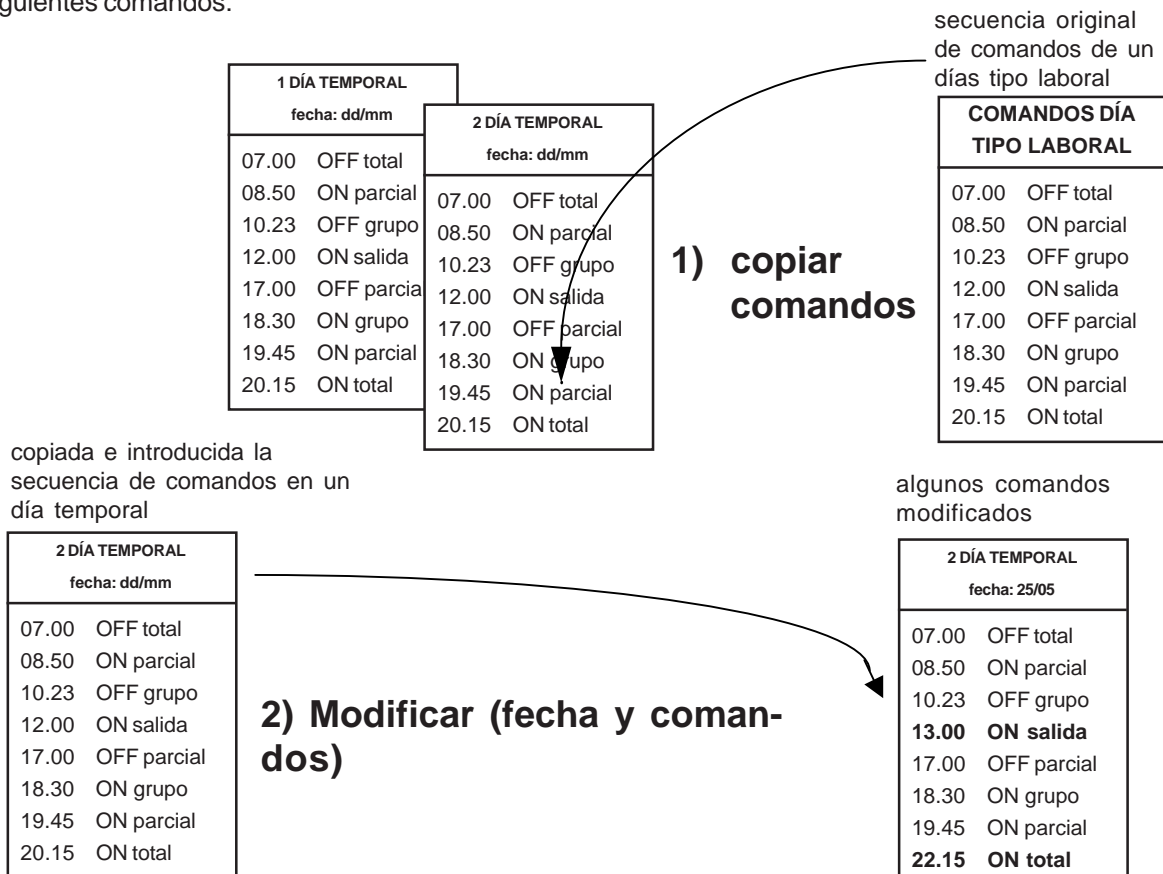 guientes comandos.
secuencia original
de comandos de un
días tipo laboral
1 DÍA TEMPORAL
fecha: dd/mm
07.00 OFF total
08.50 ON parcial
10.23 OFF grupo
12.00 ON salida
17.00 OFF parcia
18.30 ON grupo
19.45 ON parcial
20.15 ON total
2 DÍA TEMPORAL
fecha: dd/mm
07.00 OFF total
08.50 ON parcial
10.23 OFF grupo
12.00 ON salida
17.00 OFF parcial
18.30 ON grupo
19.45 ON parcial
20.15 ON total
1) copiar
comandos
COMANDOS DÍA
TIPO LABORAL
07.00 OFF total
08.50 ON parcial
10.23 OFF grupo
12.00 ON salida
17.00 OFF parcial
18.30 ON grupo
19.45 ON parcial
20.15 ON total
copiada e introducida la
secuencia de comandos en un
día temporal
2 DÍA TEMPORAL
fecha: dd/mm
07.00 OFF total
08.50 ON parcial
10.23 OFF grupo
12.00 ON salida
17.00 OFF parcial
18.30 ON grupo
19.45 ON parcial
20.15 ON total
2) Modificar (fecha y coman-
dos)
algunos comandos
modificados
2 DÍA TEMPORAL
fecha: 25/05
07.00 OFF total
08.50 ON parcial
10.23 OFF grupo
13.00 ON salida
17.00 OFF parcial
18.30 ON grupo
19.45 ON parcial
22.15 ON total